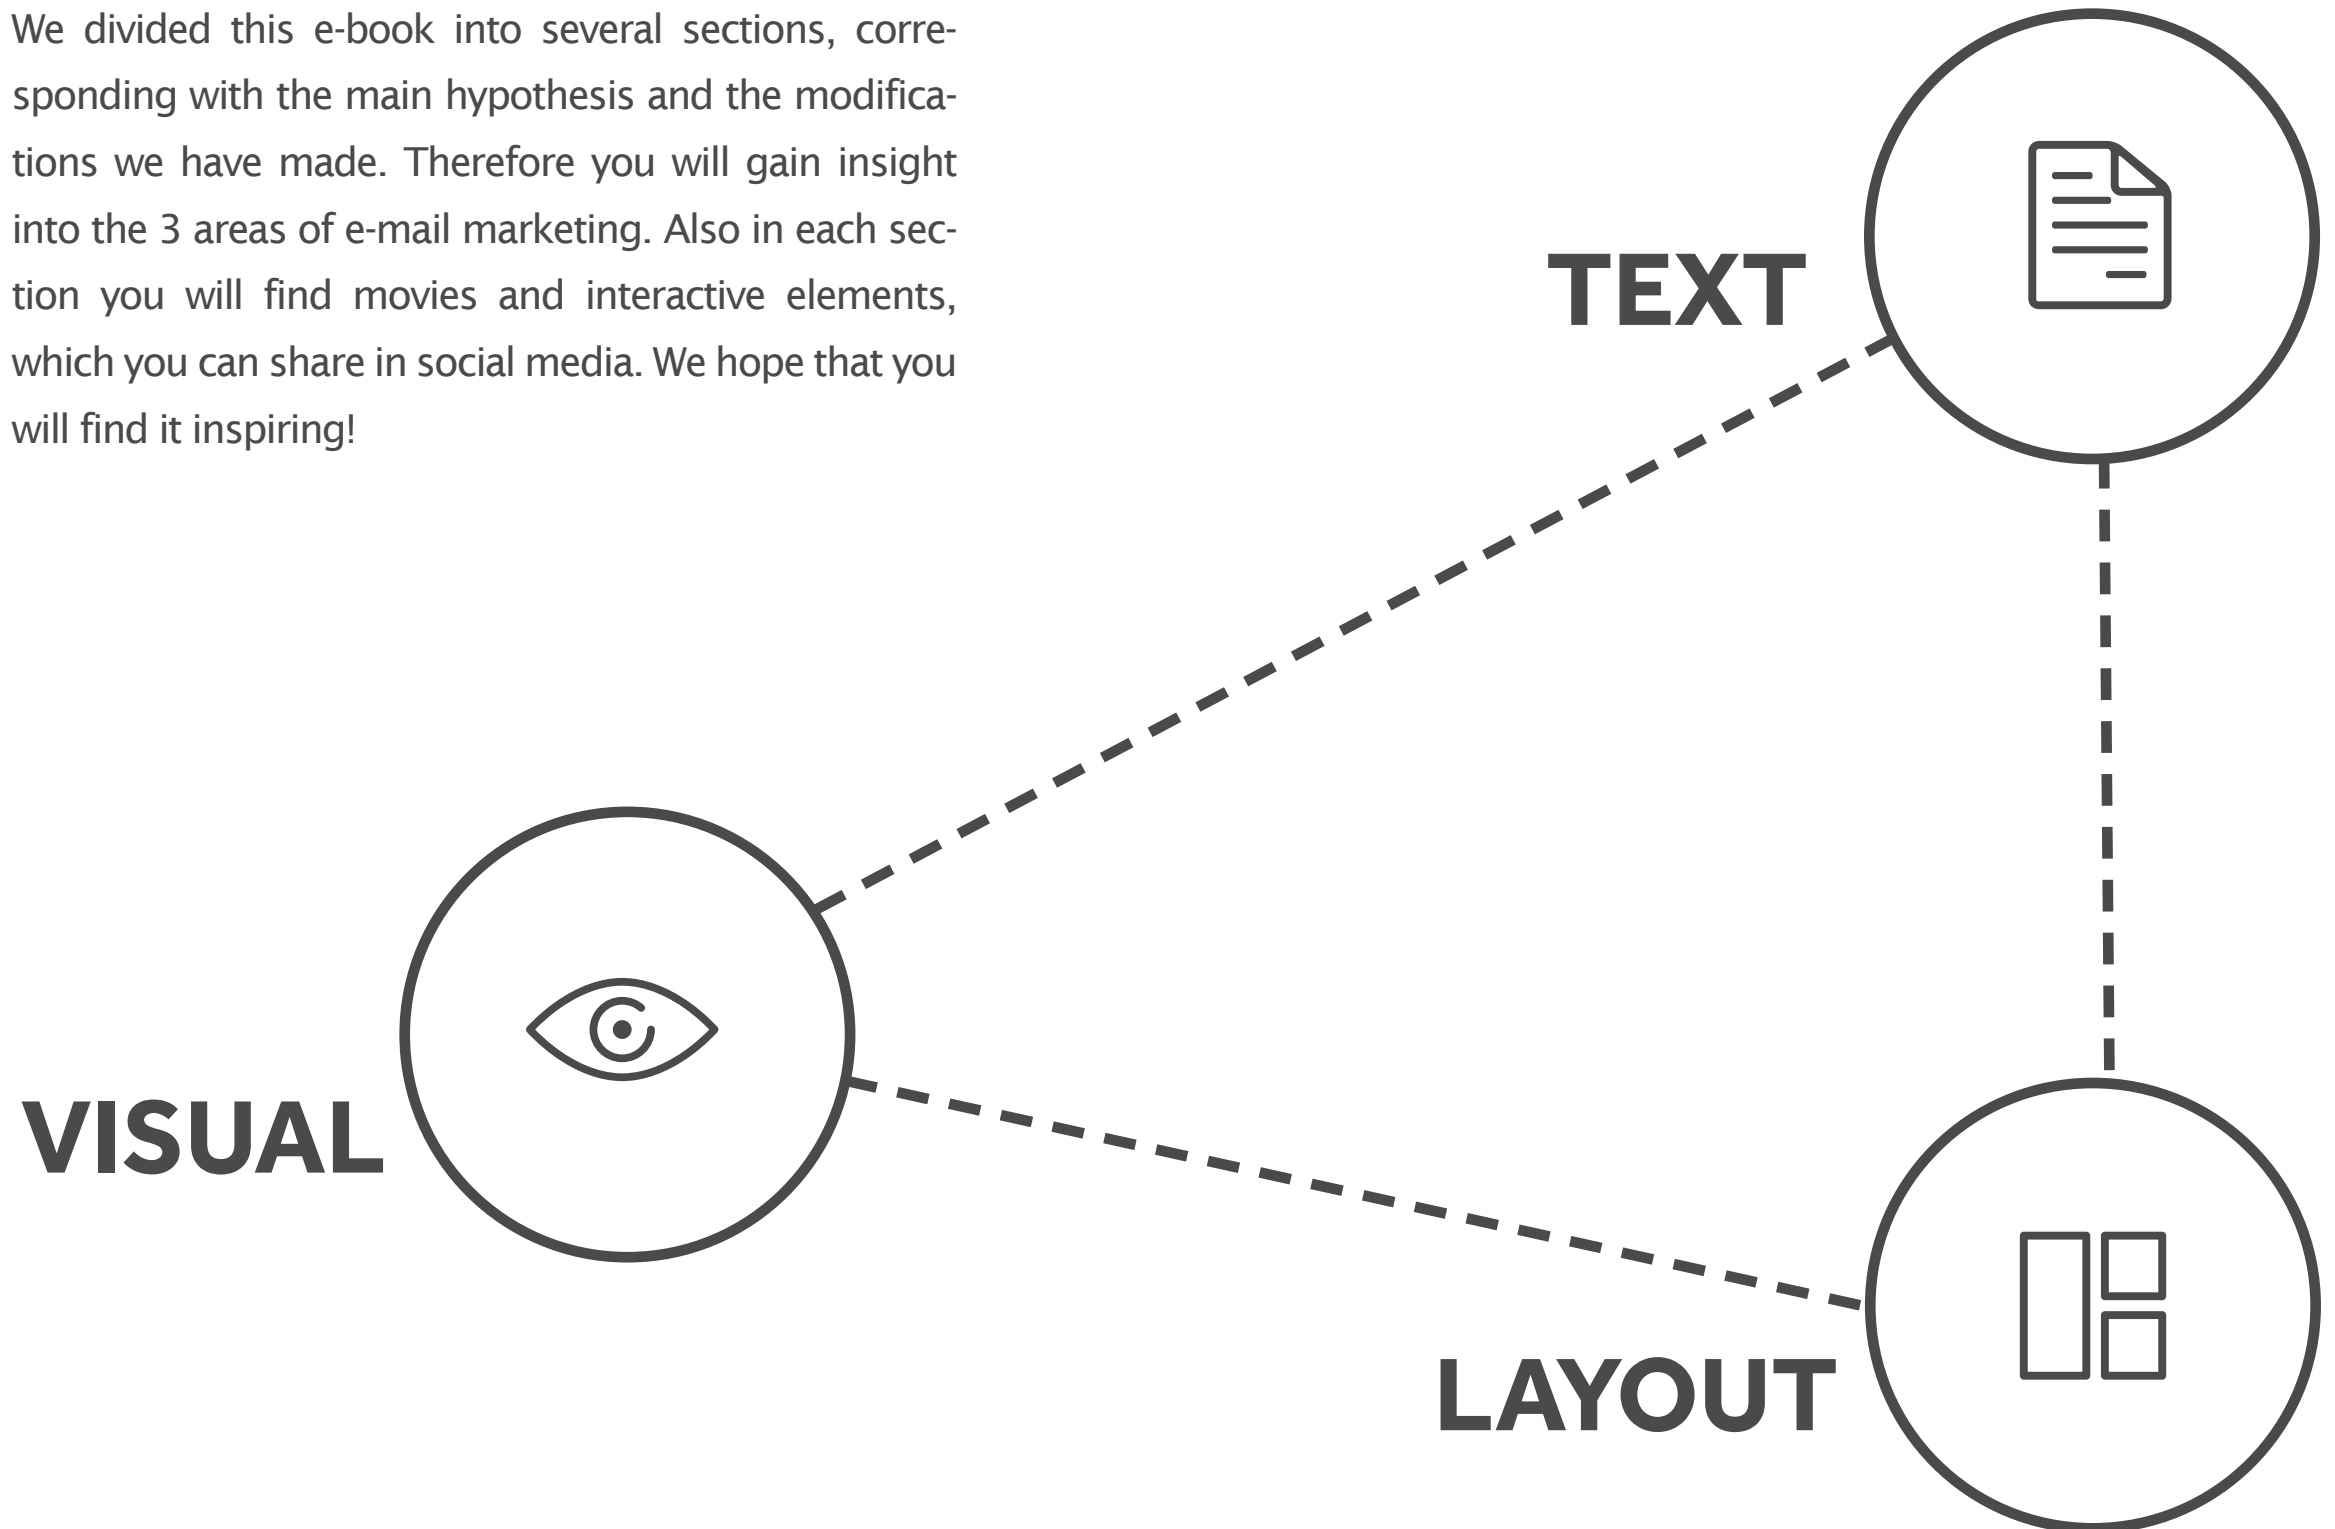 We divided this e-book into several sections, corre-
sponding with the main hypothesis and the modifica-
tions we have made. Therefore you will gain insight
into the 3 areas of e-mail marketing. Also in each sec-
tion you will find movies and interactive elements,
which you can share in social media. We hope that you
will find it inspiring!
TEXT
VISUAL
LAYOUT